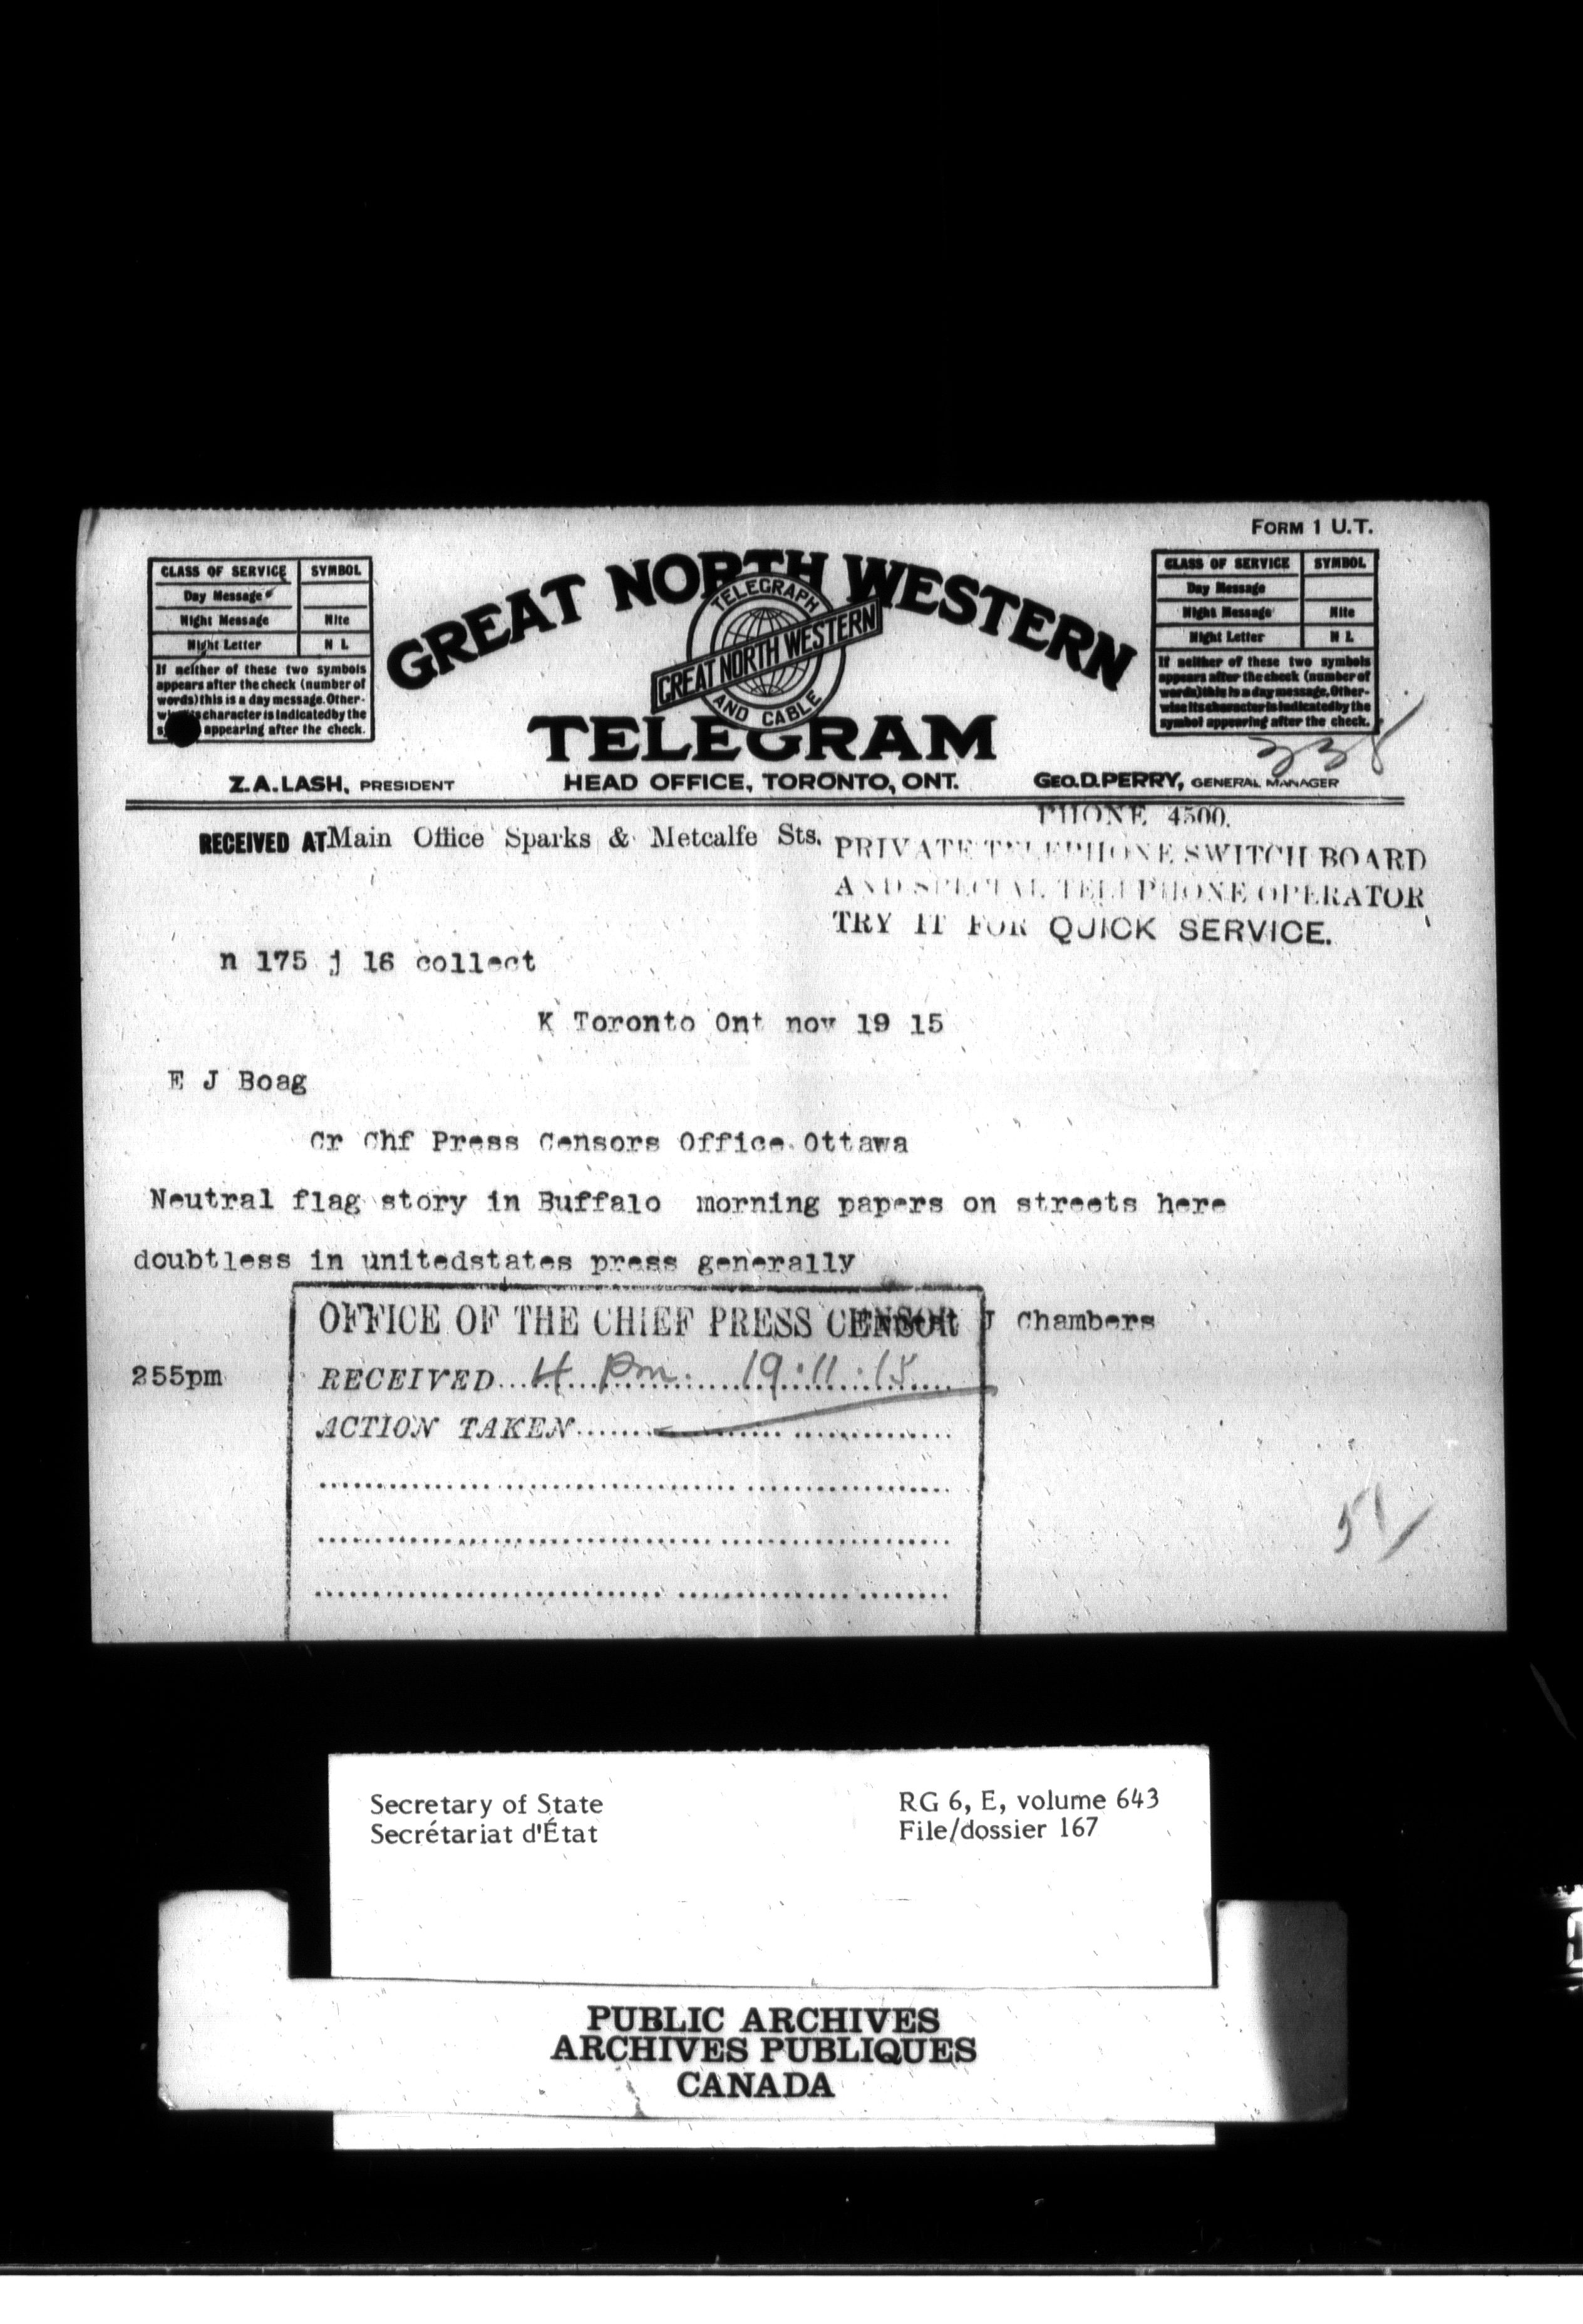 FORM 1 U.T.
CLASS OF SERVICE SYMBOL
Day Message
Night Message Nite
Night Letter N L
If neither of these two symbols
appears after the check (number of
words) this is a day message. Other-
character is indicated by the
appearing after the check.
GREAT NORTH WESTERN
TELEGRAPH
GREAT NORTH WESTERN
AND CABLE
TELEGRAM
CLASS OF SERVICE SYMBOL
Day Message
Night Message Nite
Night Letter N L
If neither of these two symbols
appears after the check (number of
words) this is a day message. Other-
wise its character is indicated by the
symbol appearing after the check.
Z.A. LASH, PRESIDENT HEAD OFFICE, TORONTO, ONT. GEO. D. PERRY, GENERAL MANAGER
PHONE 4500.
RECEIVED AT Main Office Sparks & Metcalfe Sts. PRIVATE TELEPHONE SWITCH BOARD
AND SPECIAL TELEPHONE OPERATOR
TRY IT FOR QUICK SERVICE.
n 175 j 16 collect
K Toronto Ont nov 19 15
E J Boag
Cr Chf Press Censors Office Ottawa
Neutral flag story in Buffalo morning papers on streets here
doubtless in unitedstates press generally
OFFICE OF THE CHIEF PRESS CENSOR J Chambers
255pm RECEIVED 4 Pm. 19.11.15
ACTION TAKEN
51
Secretary of State RG 6, E, volume 643
Secrétariat d'État File/dossier 167
PUBLIC ARCHIVES
ARCHIVES PUBLIQUES
CANADA